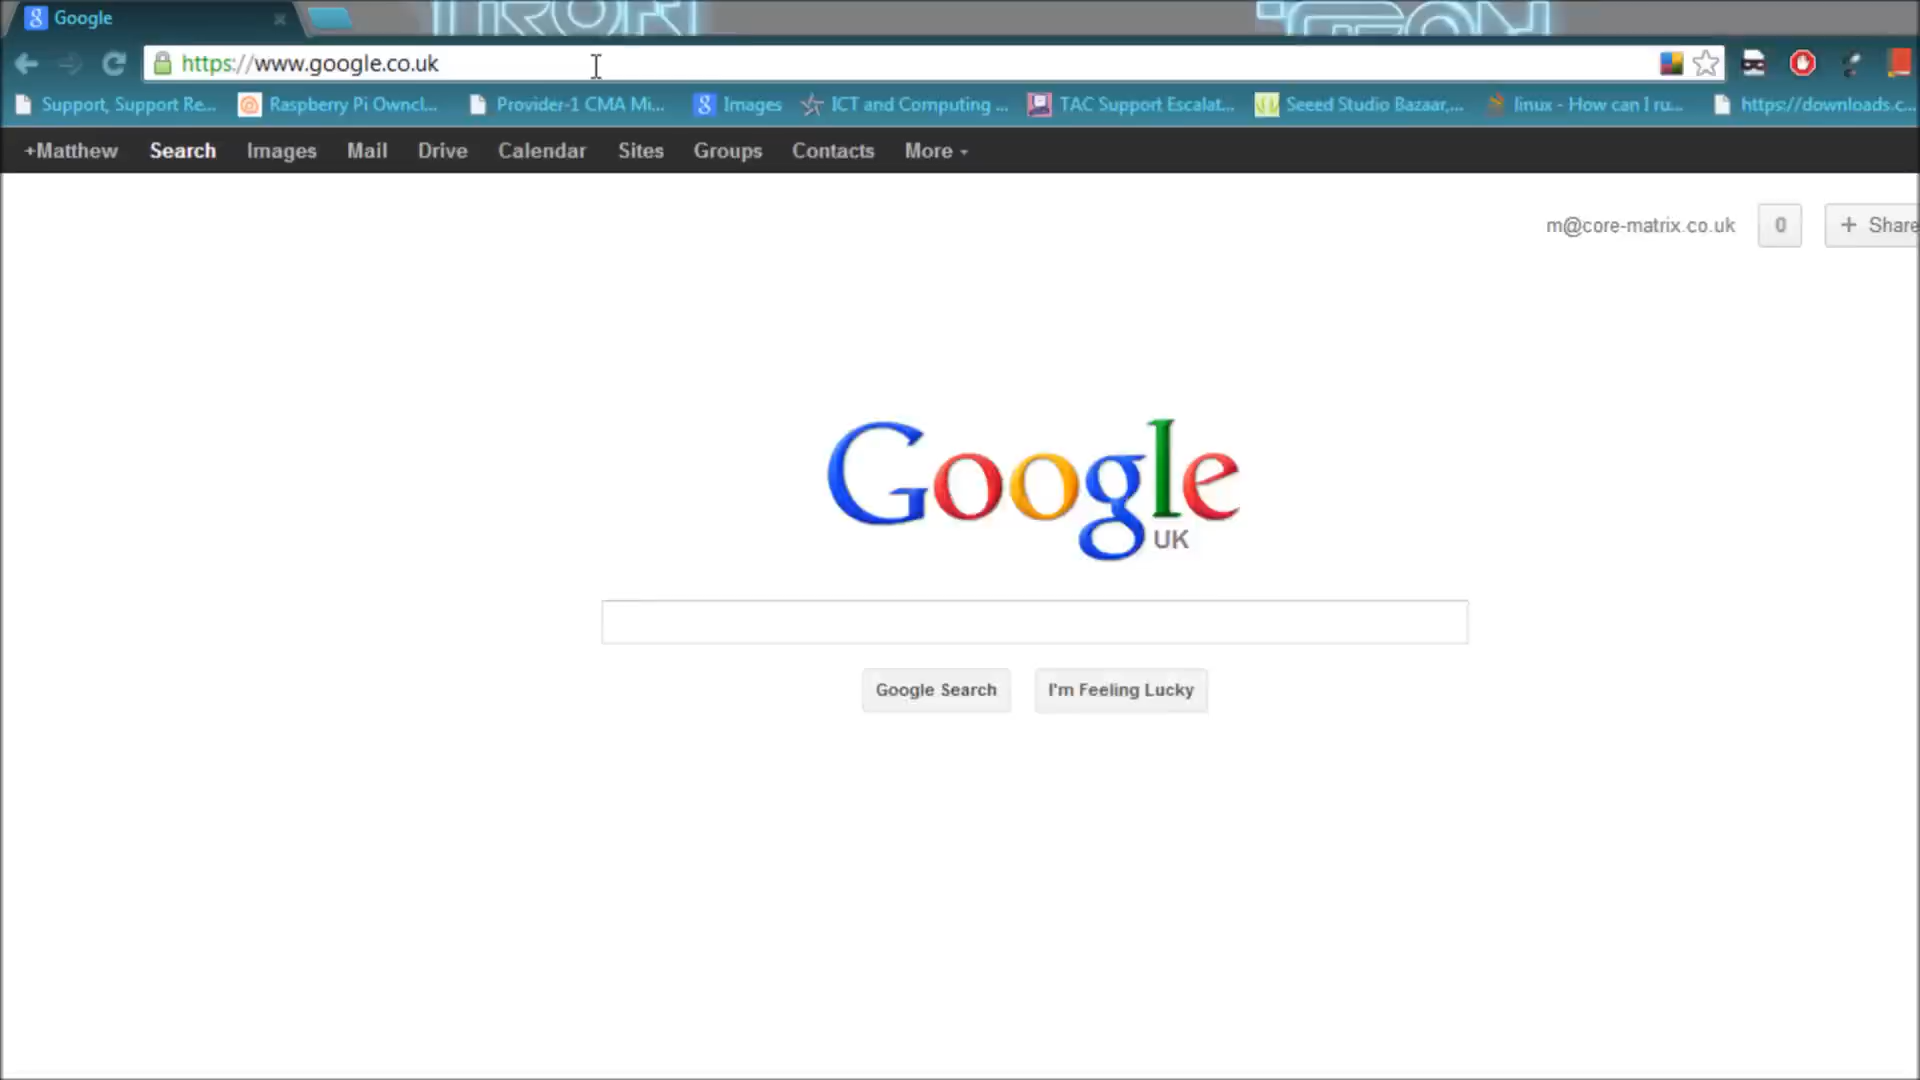 TRON TRON
Google
https://www.google.co.uk
Support, Support Re... Raspberry Pi Owncl... Provider-1 CMA Mi... Images ICT and Computing ... TAC Support Escalat... Seeed Studio Bazaar,... linux - How can I ru... https://downloads.c...
+Matthew Search Images Mail Drive Calendar Sites Groups Contacts More
m@core-matrix.co.uk 0 + Share
Google
UK
Google Search I'm Feeling Lucky